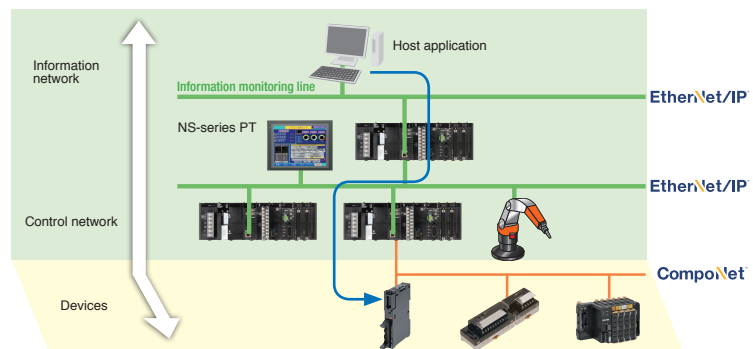 Host application
Information
network
Information monitoring line
EtherNet/IP
NS-series PT
EtherNet/IP
Control network
CompoNet
Devices